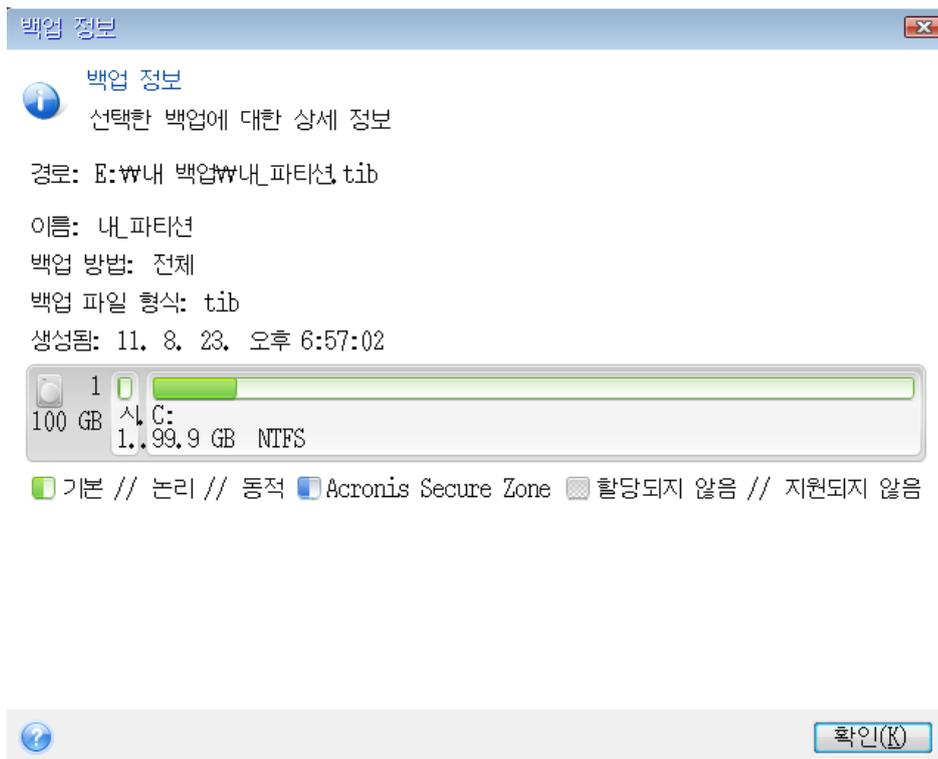 백업 정보
백업 정보
선택한 백업에 대한 상세 정보
경로: E:₩내 백업₩내_파티션.tib
이름: 내_파티션
백업 방법: 전체
백업 파일 형식: tib
생성됨: 11. 8. 23. 오후 6:57:02
1
100 GB
시.
1..
C:
99.9 GB NTFS
기본 // 논리 // 동적 Acronis Secure Zone 할당되지 않음 // 지원되지 않음
확인(K)